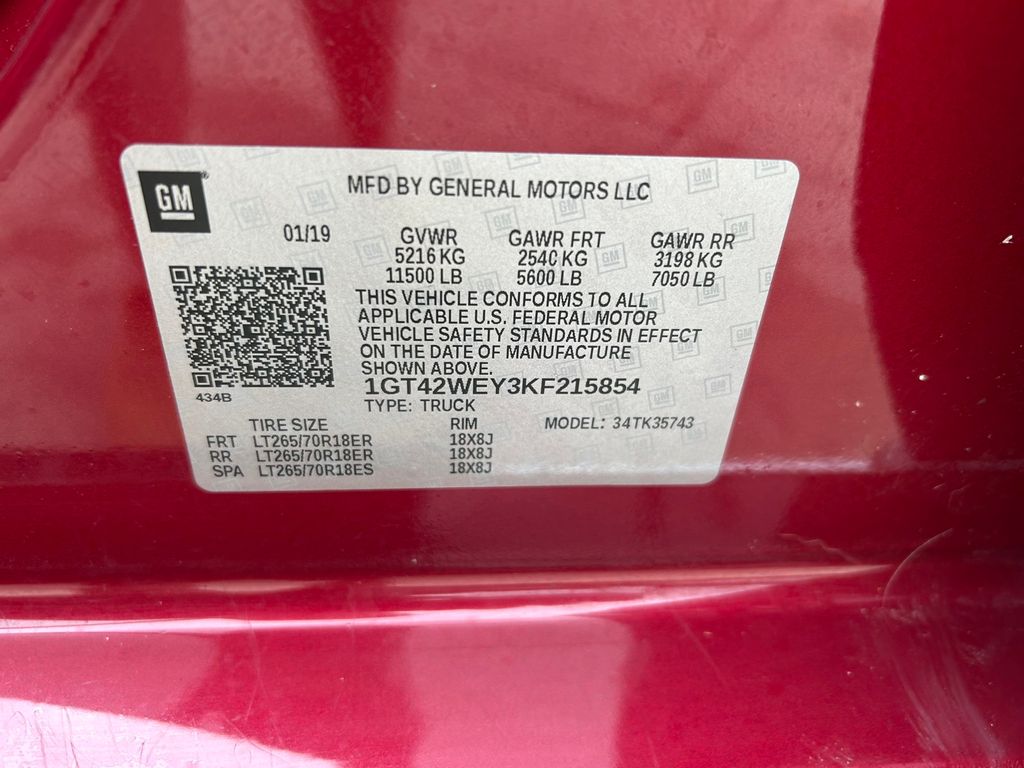 GM
MFD BY GENERAL MOTORS LLC
01/19 GVWR GAWR FRT GAWR RR
5216 KG 2540 KG 3198 KG
11500 LB 5600 LB 7050 LB
THIS VEHICLE CONFORMS TO ALL
APPLICABLE U.S. FEDERAL MOTOR
VEHICLE SAFETY STANDARDS IN EFFECT
ON THE DATE OF MANUFACTURE
SHOWN ABOVE.
1GT42WEY3KF215854
434B
TYPE: TRUCK
TIRE SIZE RIM MODEL: 34TK35743
FRT LT265/70R18ER 18X8J
RR LT265/70R18ER 18X8J
SPA LT265/70R18ES 18X8J